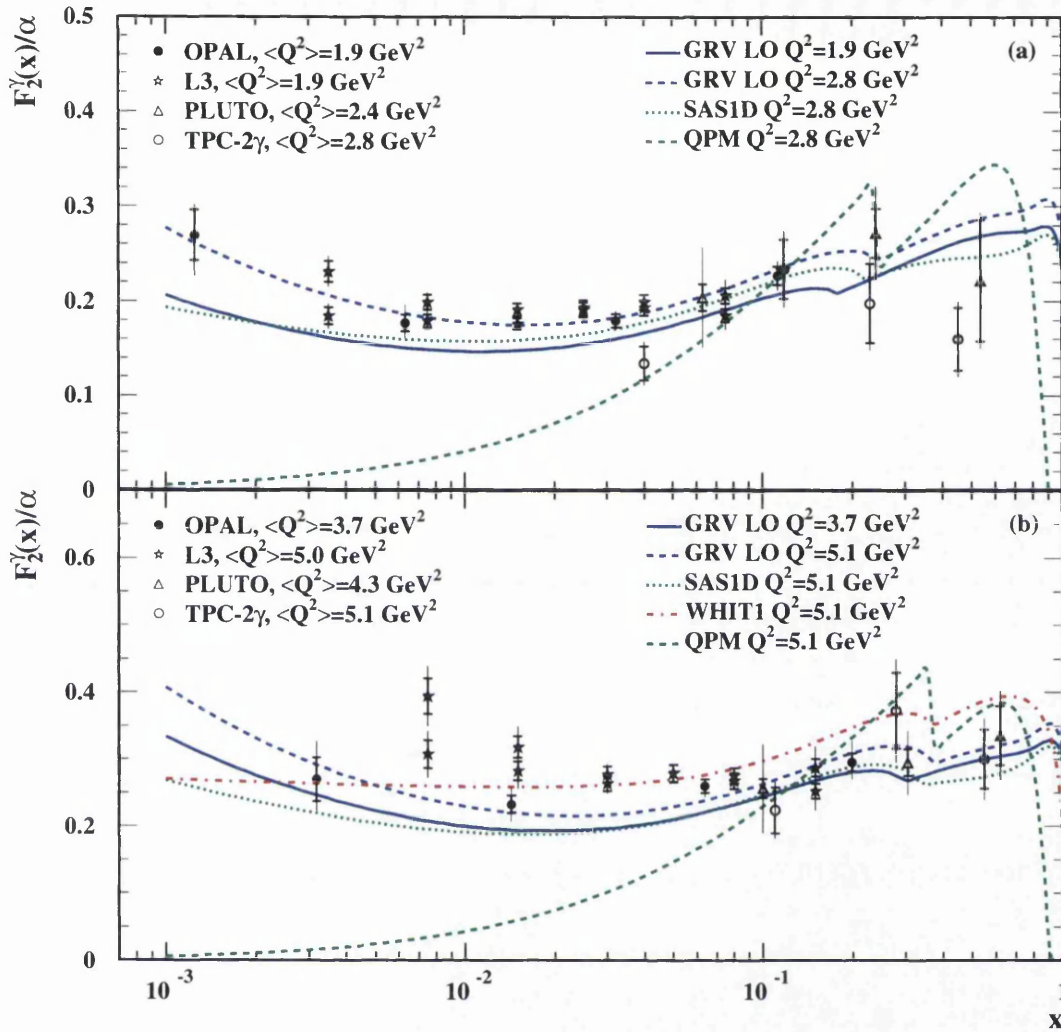 0.5
0.4
0.3
0.2
0.1
0
F₂^γ(x)/α
(a)
OPAL, <Q²>=1.9 GeV²
L3, <Q²>=1.9 GeV²
PLUTO, <Q²>=2.4 GeV²
TPC-2γ, <Q²>=2.8 GeV²
GRV LO Q²=1.9 GeV²
GRV LO Q²=2.8 GeV²
SAS1D Q²=2.8 GeV²
QPM Q²=2.8 GeV²
0.6
0.4
0.2
0
F₂^γ(x)/α
(b)
OPAL, <Q²>=3.7 GeV²
L3, <Q²>=5.0 GeV²
PLUTO, <Q²>=4.3 GeV²
TPC-2γ, <Q²>=5.1 GeV²
GRV LO Q²=3.7 GeV²
GRV LO Q²=5.1 GeV²
SAS1D Q²=5.1 GeV²
WHIT1 Q²=5.1 GeV²
QPM Q²=5.1 GeV²
10⁻³ 10⁻² 10⁻¹ 1
x